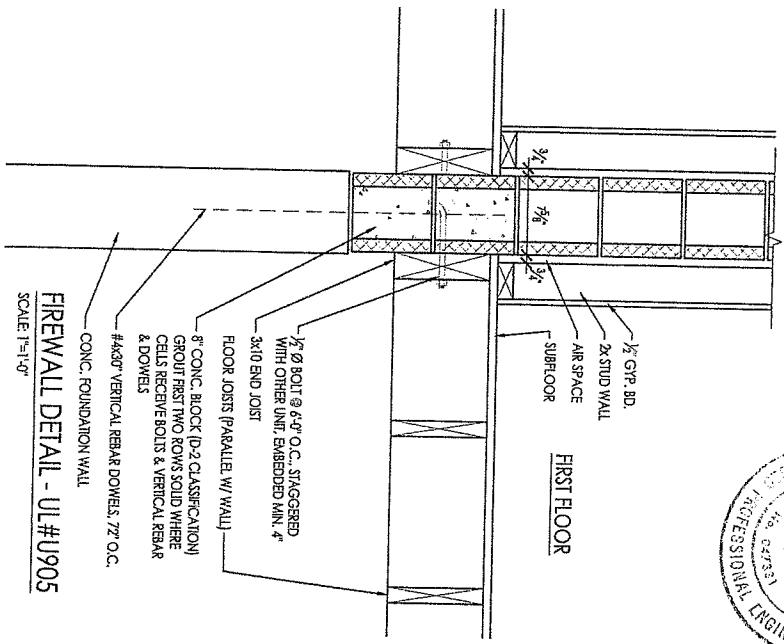 ½" GYP. BD.
2x STUD WALL
AIR SPACE
SUBFLOOR
FIRST FLOOR
3/4"
7 5/8"
3/4"
½" Ø BOLT @ 6'-0" O.C., STAGGERED
WITH OTHER UNIT, EMBEDDED MIN. 4"
3x10 END JOIST
FLOOR JOISTS (PARALLEL W/ WALL)
8" CONC. BLOCK (D-2 CLASSIFICATION)
GROUT FIRST TWO ROWS SOLID WHERE
CELLS RECEIVE BOLTS & VERTICAL REBAR
& DOWELS
#4x30" VERTICAL REBAR DOWELS, 72" O.C.
CONC. FOUNDATION WALL
FIREWALL DETAIL - UL#U905
SCALE: 1"=1'-0"
PROFESSIONAL